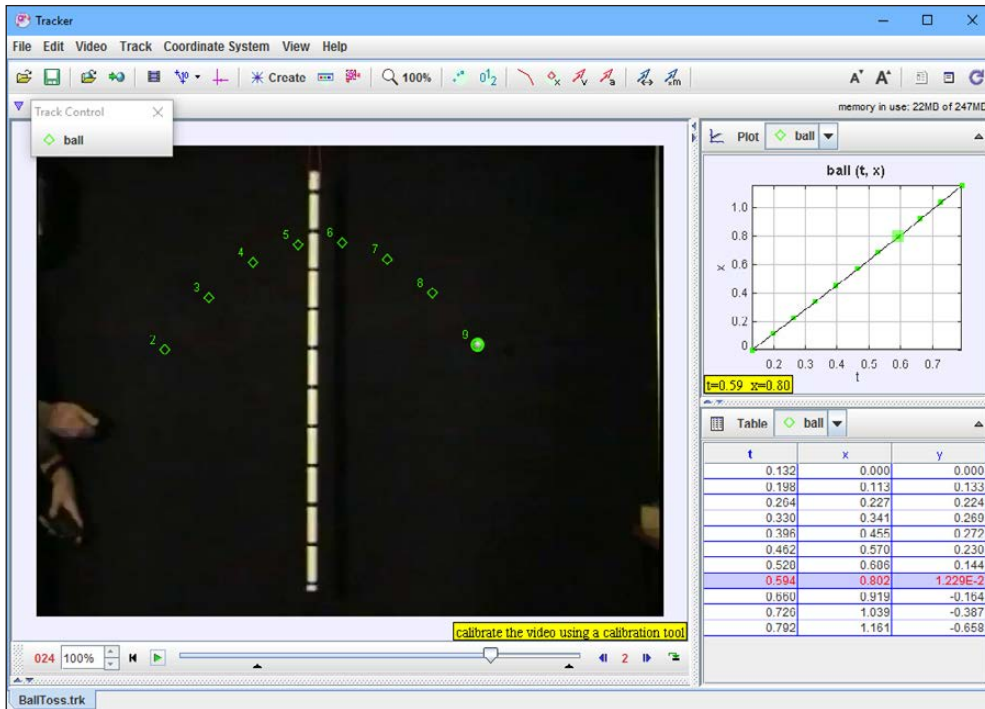 Tracker
File Edit Video Track Coordinate System View Help
Create 100%
memory in use: 22MB of 247MB
Track Control
ball
2
3
4
5
6
7
8
9
calibrate the video using a calibration tool
024 100% 2
BallToss.trk
Plot ball
ball (t, x)
1.0
0.8
0.6
x
0.4
0.2
0
0.2 0.3 0.4 0.5 0.6 0.7
t
t=0.59 x=0.80
Table ball
t x y
0.132 0.000 0.000
0.198 0.113 0.133
0.264 0.227 0.224
0.330 0.341 0.269
0.396 0.455 0.272
0.462 0.570 0.230
0.528 0.686 0.144
0.594 0.802 1.229E-2
0.660 0.919 -0.164
0.726 1.039 -0.387
0.792 1.161 -0.658